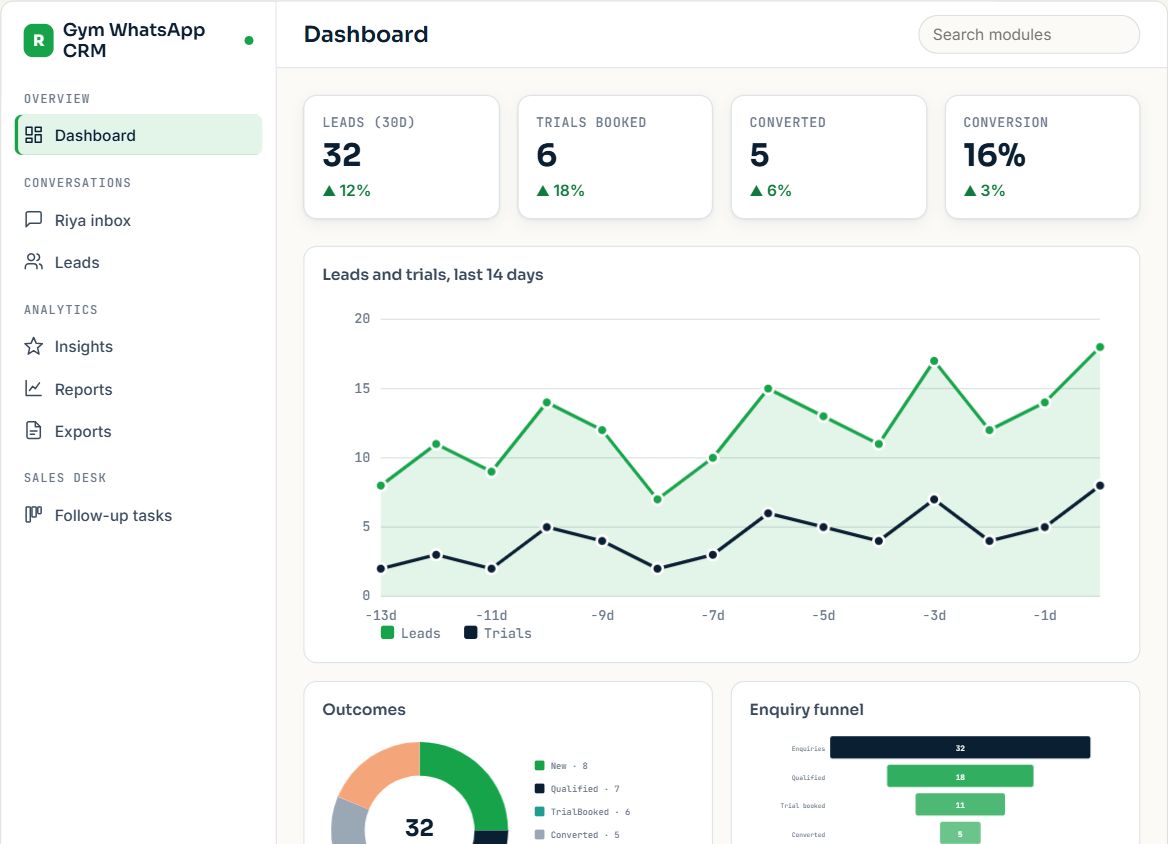 R
Gym WhatsApp
CRM
OVERVIEW
Dashboard
CONVERSATIONS
Riya inbox
Leads
ANALYTICS
Insights
Reports
Exports
SALES DESK
Follow-up tasks
Dashboard
Search modules
LEADS (30D)
32
▲ 12%
TRIALS BOOKED
6
▲ 18%
CONVERTED
5
▲ 6%
CONVERSION
16%
▲ 3%
Leads and trials, last 14 days
20
15
10
5
0
-13d -11d -9d -7d -5d -3d -1d
Leads Trials
Outcomes
32
New · 8
Qualified · 7
TrialBooked · 6
Converted · 5
Enquiry funnel
Enquiries 32
Qualified 18
Trial booked 11
Converted 5